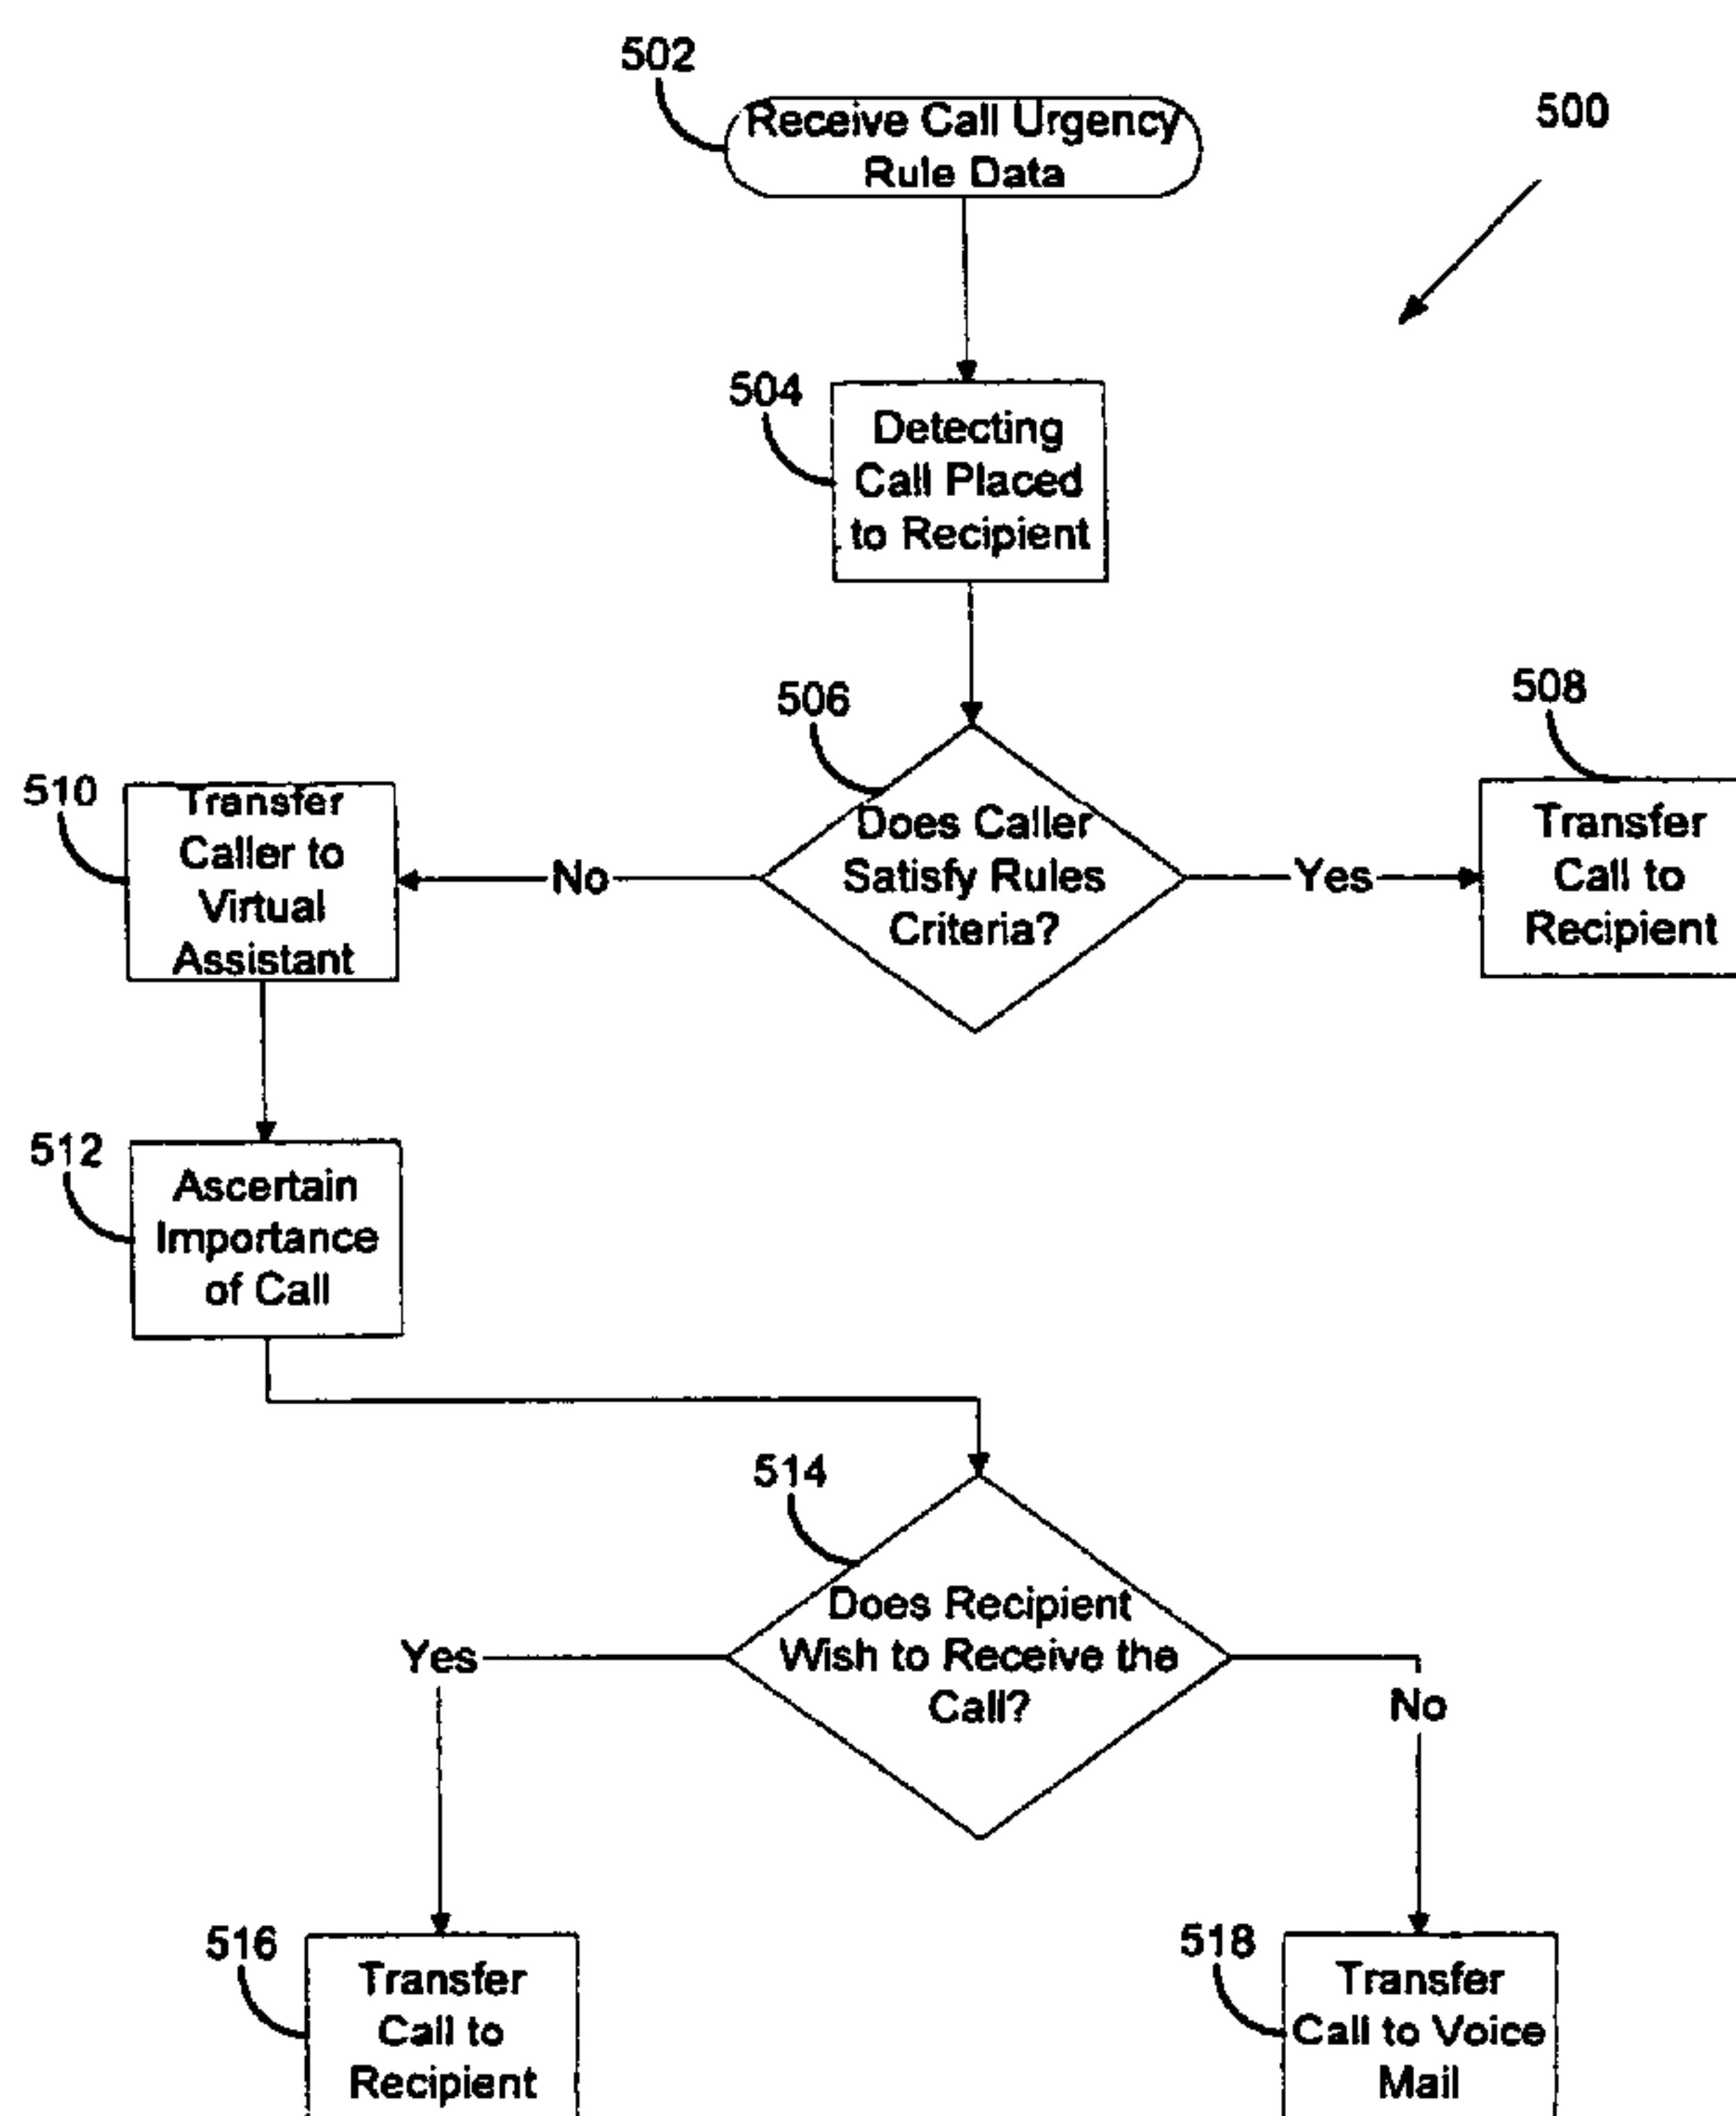 502
Receive Call Urgency
Rule Data
500
504
Detecting
Call Placed
to Recipient
506
Does Caller
Satisfy Rules
Criteria?
Yes
508
Transfer
Call to
Recipient
No
510
Transfer
Caller to
Virtual
Assistant
512
Ascertain
Importance
of Call
514
Does Recipient
Wish to Receive the
Call?
Yes
No
516
Transfer
Call to
Recipient
518
Transfer
Call to Voice
Mail